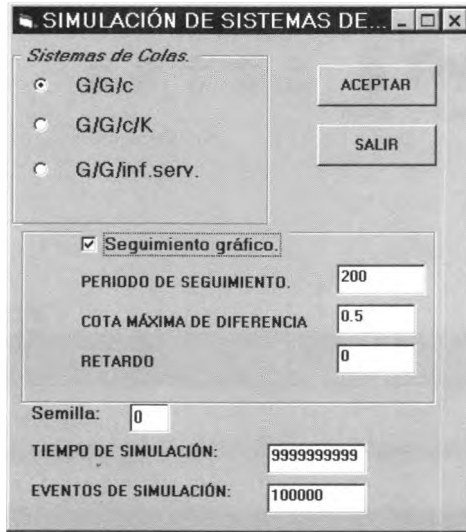 SIMULACIÓN DE SISTEMAS DE...
Sistemas de Colas.
G/G/c
ACEPTAR
G/G/c/K
SALIR
G/G/inf.serv.
Seguimiento gráfico.
PERIODO DE SEGUIMIENTO. 200
COTA MÁXIMA DE DIFERENCIA 0.5
RETARDO 0
Semilla: 0
TIEMPO DE SIMULACIÓN: 9999999999
EVENTOS DE SIMULACIÓN: 100000